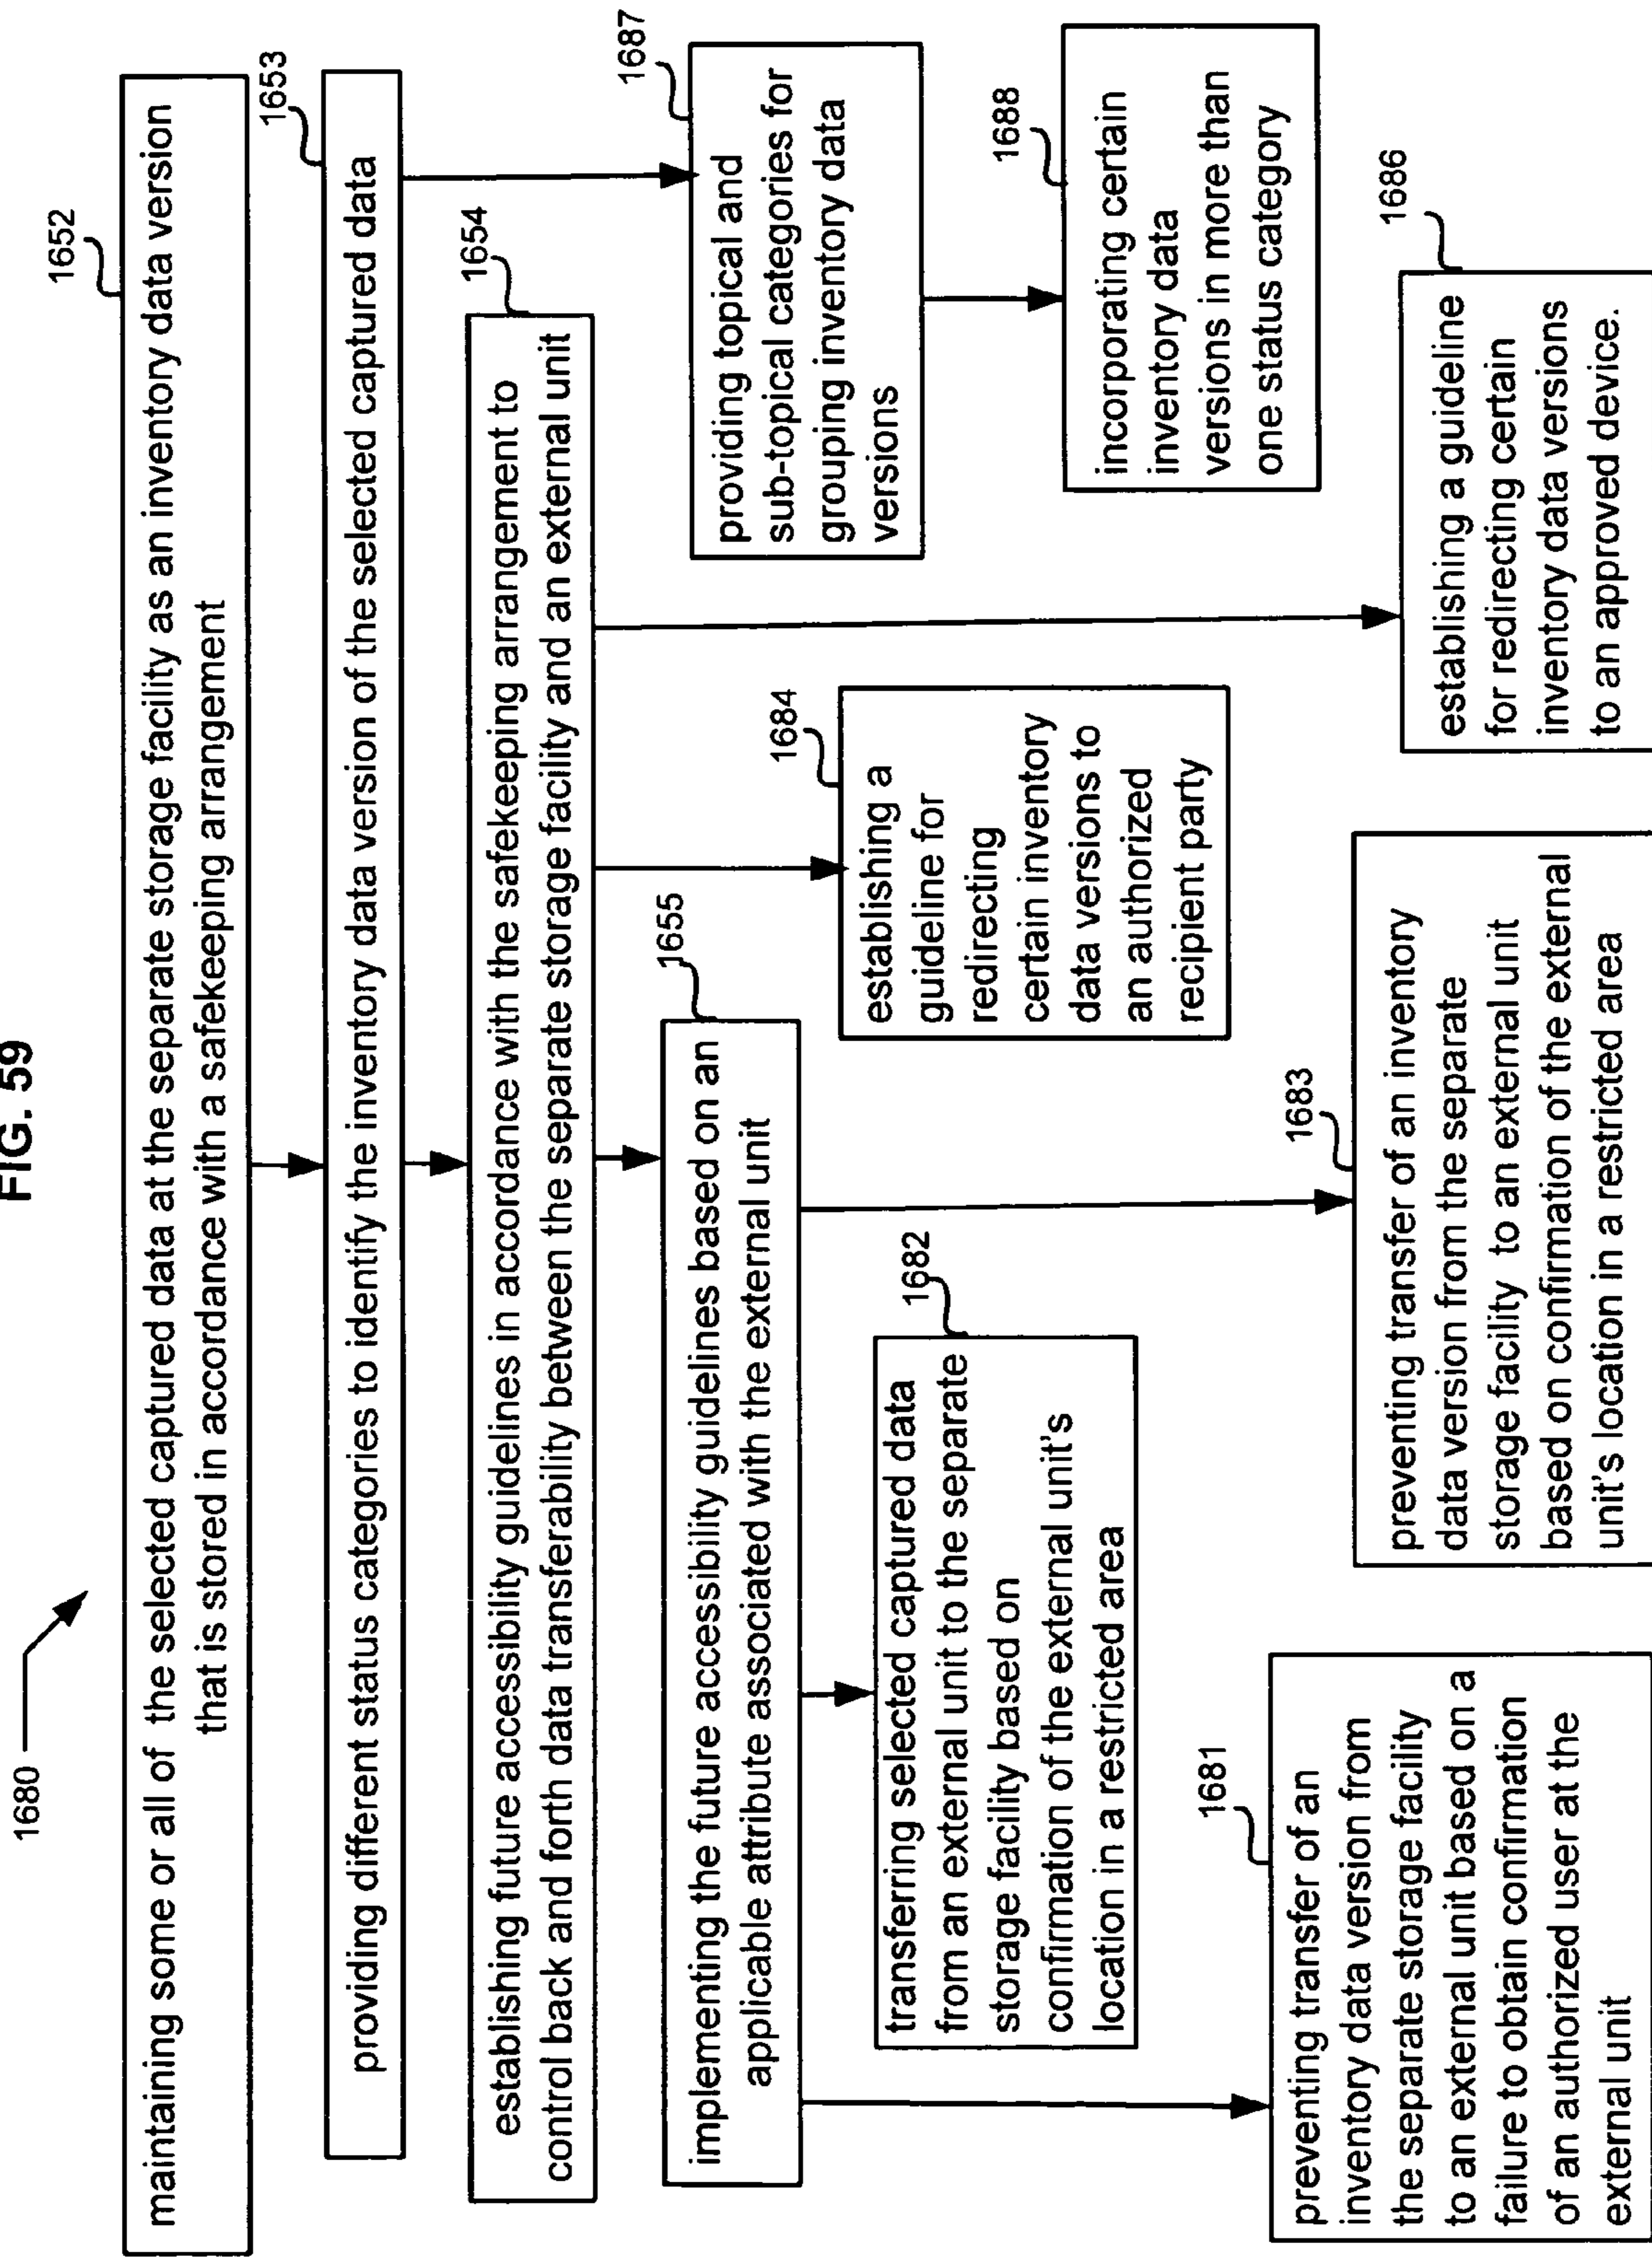 FIG. 59
1680
1652
maintaining some or all of the selected captured data at the separate storage facility as an inventory data version
that is stored in accordance with a safekeeping arrangement
1653
providing different status categories to identify the inventory data version of the selected captured data
1654
establishing future accessibility guidelines in accordance with the safekeeping arrangement to
control back and forth data transferability between the separate storage facility and an external unit
1655
implementing the future accessibility guidelines based on an
applicable attribute associated with the external unit
1687
providing topical and
sub-topical categories for
grouping inventory data
versions
1684
establishing a
guideline for
redirecting
certain inventory
data versions to
an authorized
recipient party
1682
transferring selected captured data
from an external unit to the separate
storage facility based on
confirmation of the external unit's
location in a restricted area
1688
incorporating certain
inventory data
versions in more than
one status category
1681
preventing transfer of an
inventory data version from
the separate storage facility
to an external unit based on a
failure to obtain confirmation
of an authorized user at the
external unit
1683
preventing transfer of an inventory
data version from the separate
storage facility to an external unit
based on confirmation of the external
unit's location in a restricted area
1686
establishing a guideline
for redirecting certain
inventory data versions
to an approved device.